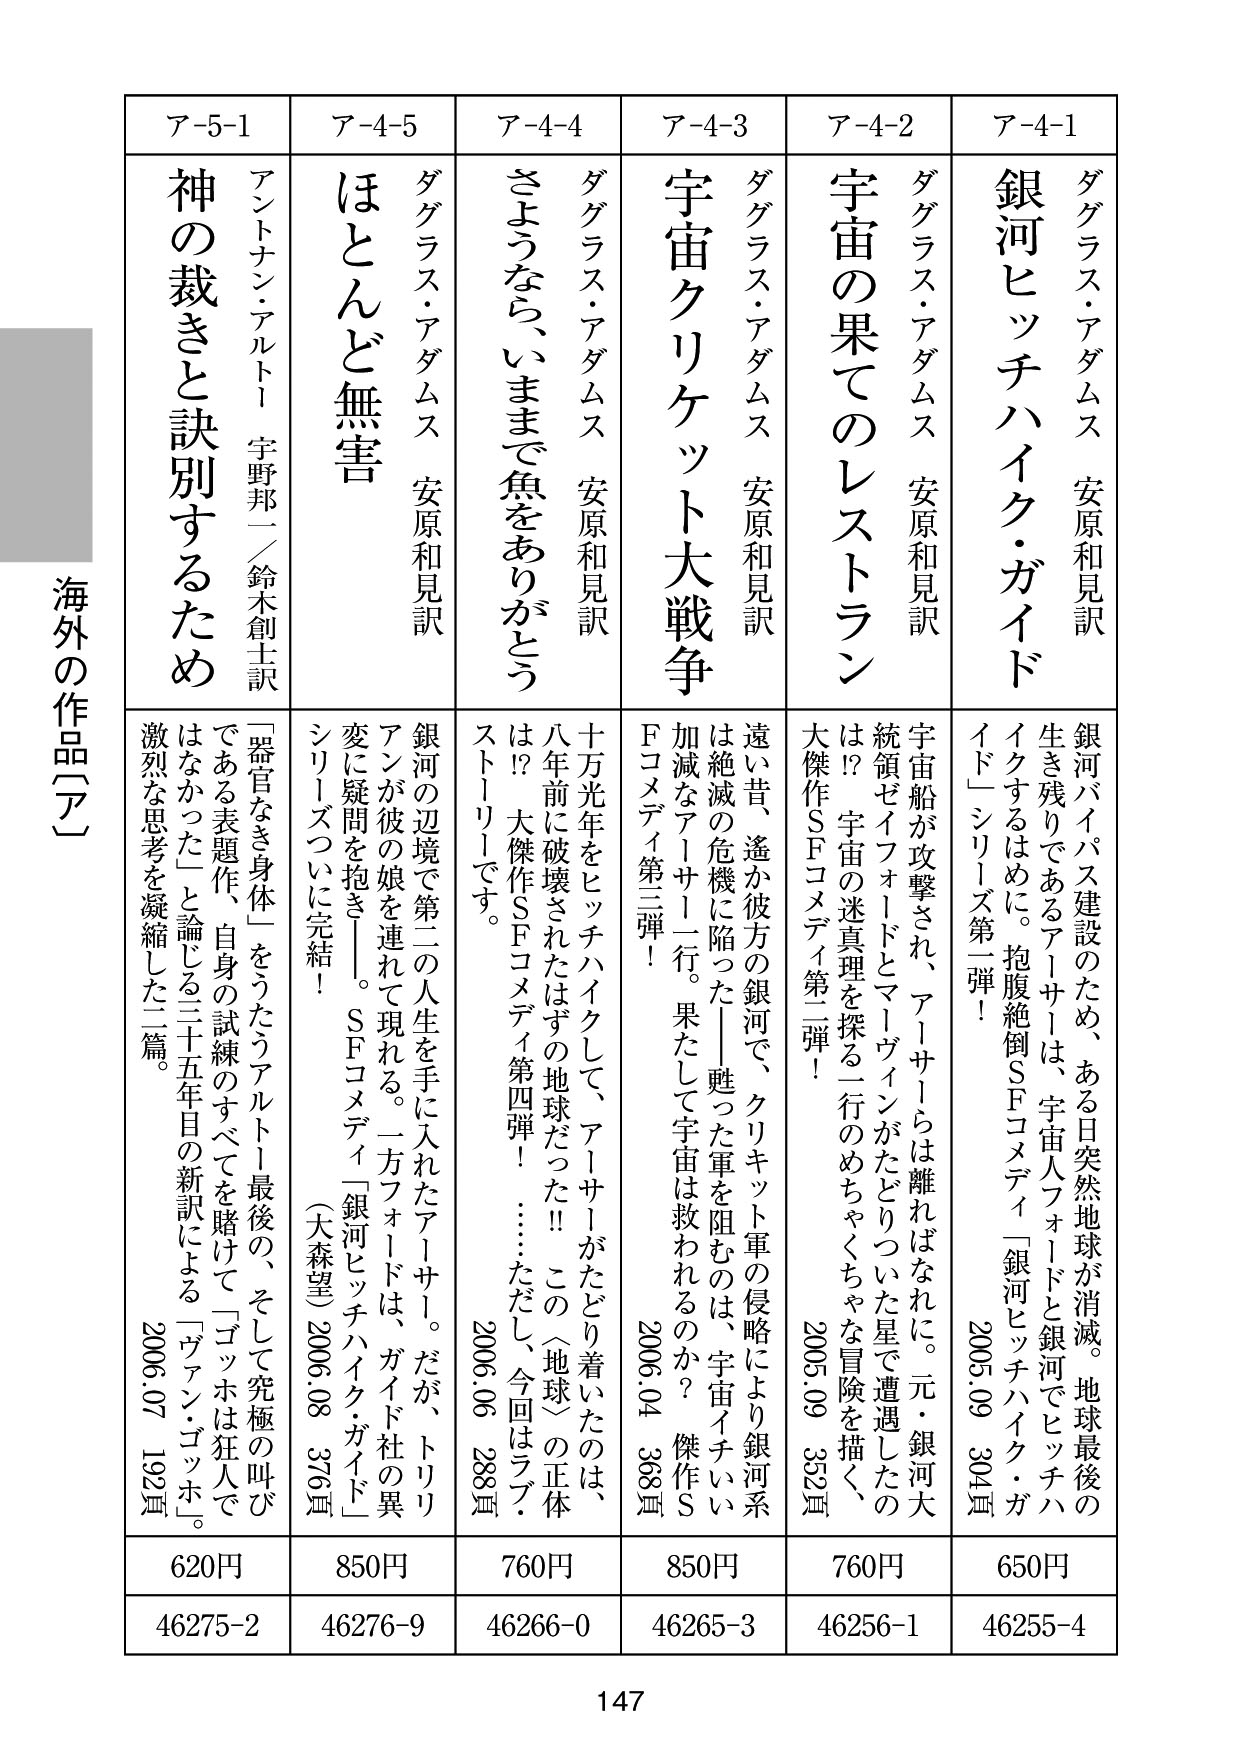 ア-4-1
ダグラス・アダムス　安原和見訳
銀河ヒッチハイク・ガイド
銀河バイパス建設のため、ある日突然地球が消滅。地球最後の
生き残りであるアーサーは、宇宙人フォードと銀河でヒッチハ
イクするはめに。抱腹絶倒SFコメディ「銀河ヒッチハイク・ガ
イド」シリーズ第一弾！
2005.09　304頁
650円
46255-4
ア-4-2
ダグラス・アダムス　安原和見訳
宇宙の果てのレストラン
宇宙船が攻撃され、アーサーらは離ればなれに。元・銀河大
統領ゼイフォードとマーヴィンがたどりついた星で遭遇したの
は!?　宇宙の迷真理を探る一行のめちゃくちゃな冒険を描く、
大傑作SFコメディ第二弾！
2005.09　352頁
760円
46256-1
ア-4-3
ダグラス・アダムス　安原和見訳
宇宙クリケット大戦争
遠い昔、遙か彼方の銀河で、クリキット軍の侵略により銀河系
は絶滅の危機に陥った――甦った軍を阻むのは、宇宙イチいい
加減なアーサー一行。果たして宇宙は救われるのか？　傑作S
Fコメディ第三弾！
2006.04　368頁
850円
46265-3
ア-4-4
ダグラス・アダムス　安原和見訳
さようなら、いままで魚をありがとう
十万光年をヒッチハイクして、アーサーがたどり着いたのは、
八年前に破壊されたはずの地球だった!!　この〈地球〉の正体
は!?　大傑作SFコメディ第四弾！　……ただし、今回はラブ・
ストーリーです。
2006.06　288頁
760円
46266-0
ア-4-5
ダグラス・アダムス　安原和見訳
ほとんど無害
銀河の辺境で第二の人生を手に入れたアーサー。だが、トリリ
アンが彼の娘を連れて現れる。一方フォードは、ガイド社の異
変に疑問を抱き――。SFコメディ「銀河ヒッチハイク・ガイド」
シリーズついに完結！
（大森望）2006.08　376頁
850円
46276-9
ア-5-1
アントナン・アルトー　宇野邦一／鈴木創士訳
神の裁きと訣別するため
「器官なき身体」をうたうアルトー最後の、そして究極の叫び
である表題作、自身の試練のすべてを賭けて「ゴッホは狂人で
はなかった」と論じる三十五年目の新訳による「ヴァン・ゴッホ」。
激烈な思考を凝縮した二篇。
2006.07　192頁
620円
46275-2
海外の作品〔ア〕
147